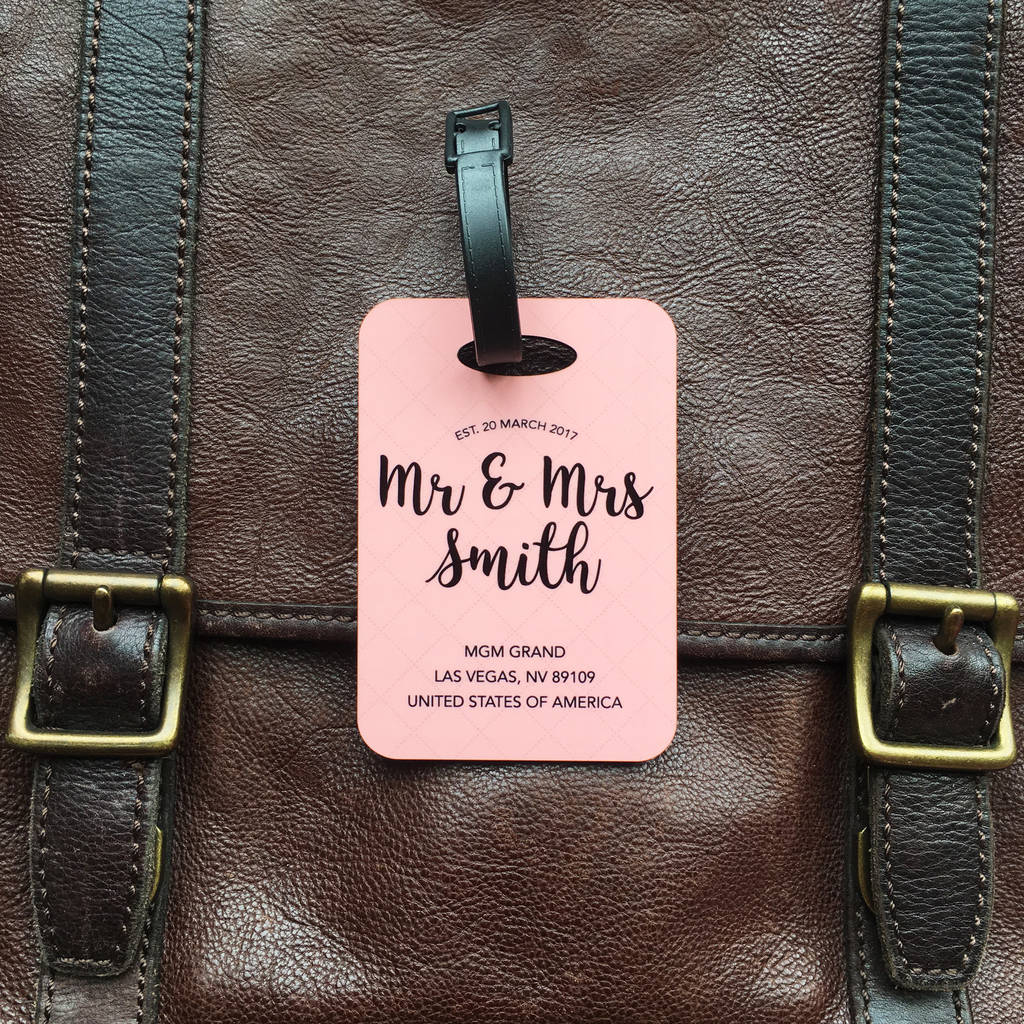 EST. 20 MARCH 2017
Mr & Mrs
Smith
MGM GRAND
LAS VEGAS, NV 89109
UNITED STATES OF AMERICA